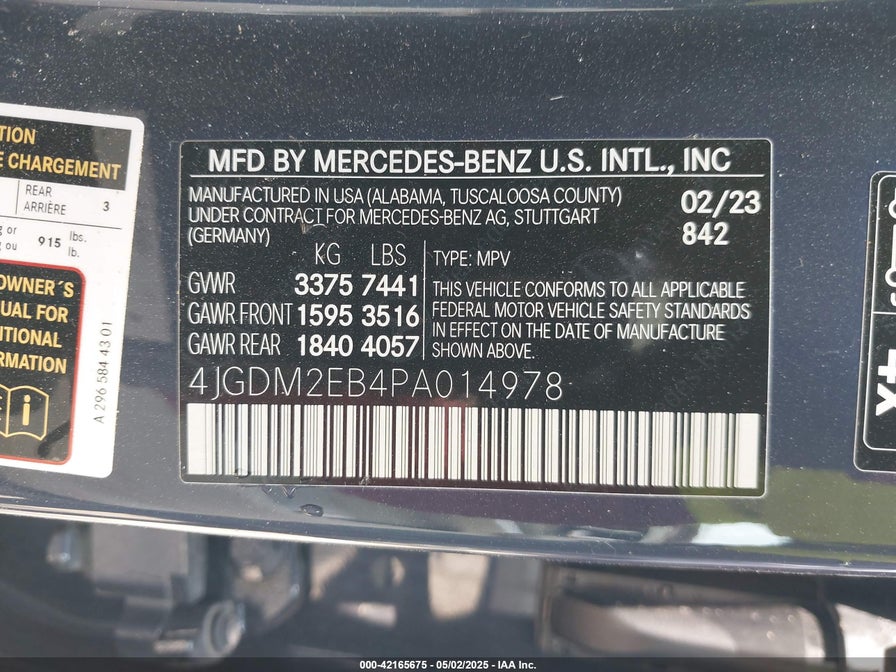 TION
E CHARGEMENT
REAR
ARRIÈRE 3
g or
g ou 915 lbs.
lb.
OWNER´S
UAL FOR
ITIONAL
RMATION
A 296 584 43 01
MFD BY MERCEDES-BENZ U.S. INTL., INC
MANUFACTURED IN USA (ALABAMA, TUSCALOOSA COUNTY)
UNDER CONTRACT FOR MERCEDES-BENZ AG, STUTTGART
(GERMANY)
02/23
842
KG LBS
GVWR 3375 7441
GAWR FRONT 1595 3516
GAWR REAR 1840 4057
TYPE: MPV
THIS VEHICLE CONFORMS TO ALL APPLICABLE
FEDERAL MOTOR VEHICLE SAFETY STANDARDS
IN EFFECT ON THE DATE OF MANUFACTURE
SHOWN ABOVE.
4JGDM2EB4PA014978
000-42165675 - 05/02/2025 - IAA Inc.